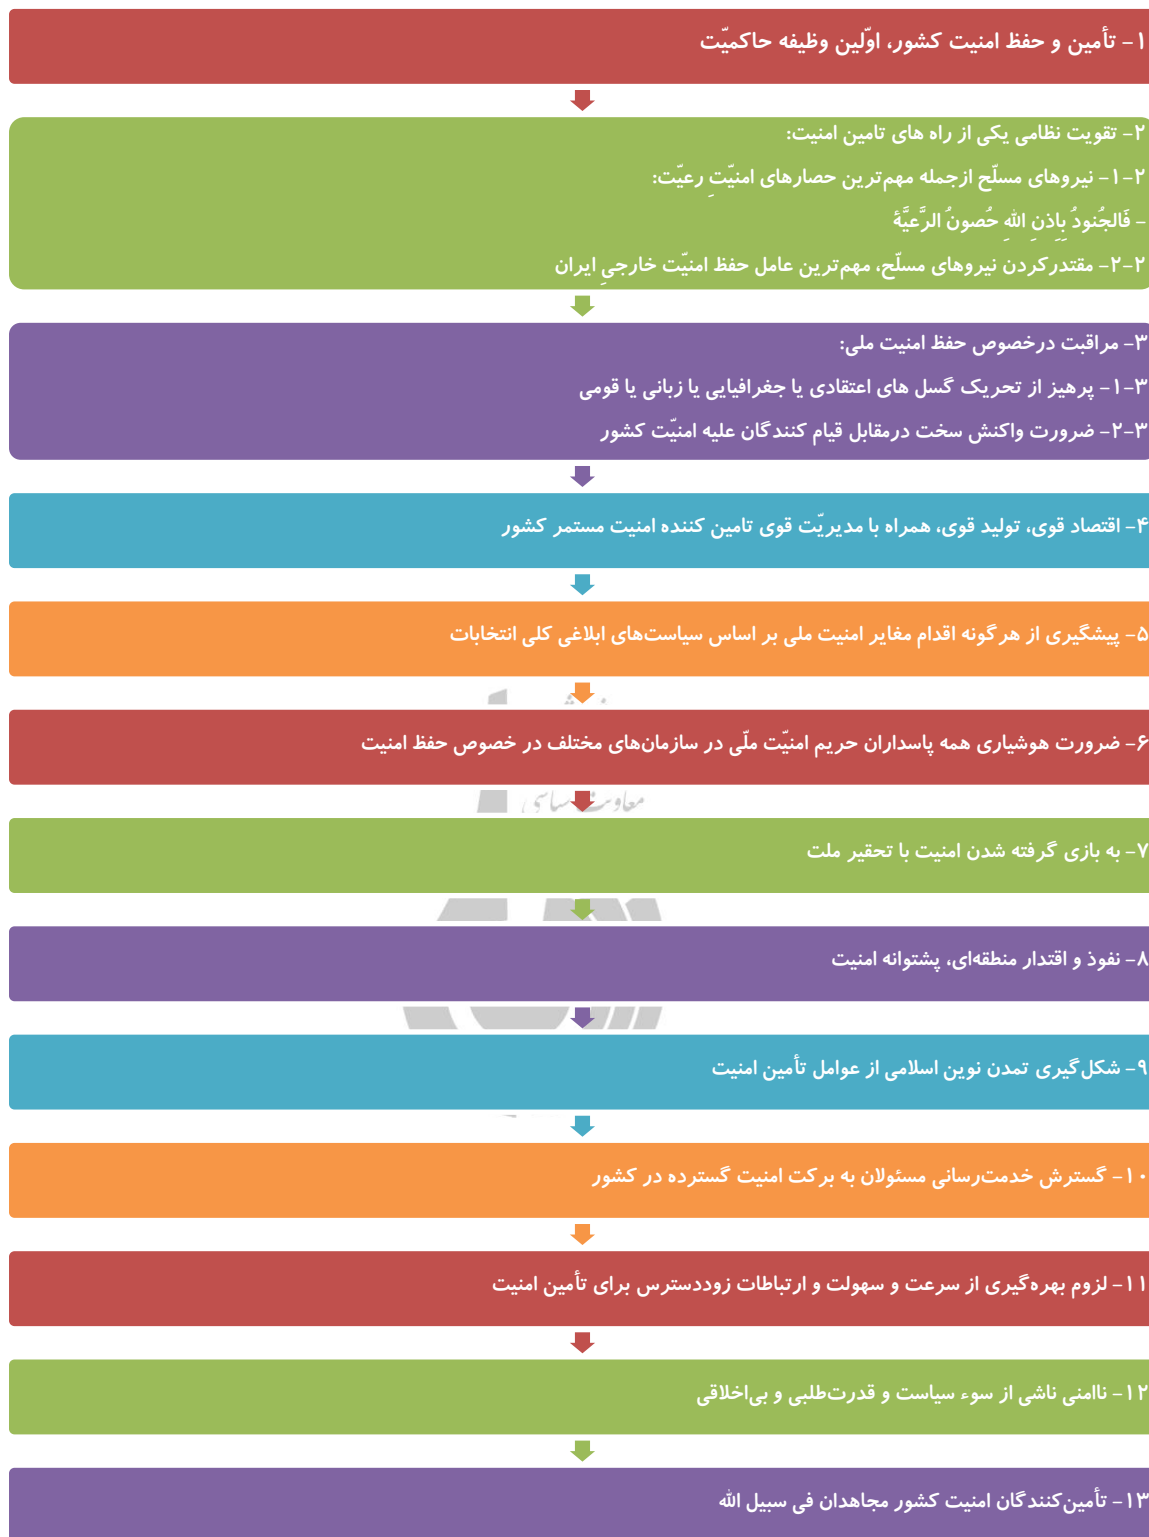 ۱- تأمین و حفظ امنیت کشور، اوّلین وظیفه حاکمیّت
۲- تقویت نظامی یکی از راه های تامین امنیت:
۲-۱- نیروهای مسلّح ازجمله مهم‌ترین حصارهای امنیّتِ رعیّت:
- فَالجُنودُ بِاِذنِ اللهِ حُصونُ الرَّعیَّةِ
۲-۲- مقتدرکردن نیروهای مسلّح، مهم‌ترین عامل حفظ امنیّت خارجیِ ایران
۳- مراقبت درخصوص حفظ امنیت ملی:
۳-۱- پرهیز از تحریک گسل های اعتقادی یا جغرافیایی یا زبانی یا قومی
۳-۲- ضرورت واکنش سخت درمقابل قیام کنندگان علیه امنیّت کشور
۴- اقتصاد قوی، تولید قوی، همراه با مدیریّت قوی تامین کننده امنیت مستمر کشور
۵- پیشگیری از هرگونه اقدام مغایر امنیت ملی بر اساس سیاست‌های ابلاغی کلی انتخابات
۶- ضرورت هوشیاری همه پاسداران حریم امنیّت ملّی در سازمان‌های مختلف در خصوص حفظ امنیت
معاونت سیاسی
۷- به بازی گرفته شدن امنیت با تحقیر ملت
۸- نفوذ و اقتدار منطقه‌ای، پشتوانه امنیت
۹- شکل‌گیری تمدن نوین اسلامی از عوامل تأمین امنیت
۱۰- گسترش خدمت‌رسانی مسئولان به برکت امنیت گسترده در کشور
۱۱- لزوم بهره‌گیری از سرعت و سهولت و ارتباطات زوددسترس برای تأمین امنیت
۱۲- ناامنی ناشی از سوء سیاست و قدرت‌طلبی و بی‌اخلاقی
۱۳- تأمین‌کنندگان امنیت کشور مجاهدان فی سبیل الله